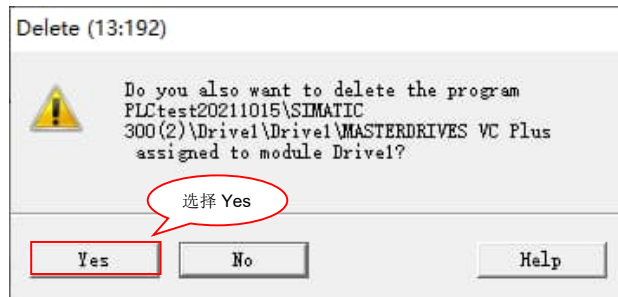 Delete (13:192)
Do you also want to delete the program
PLCtest20211015\SIMATIC
300(2)\Drive1\Drive1\MASTERDRIVES VC Plus
assigned to module Drive1?
选择 Yes
Yes
No
Help